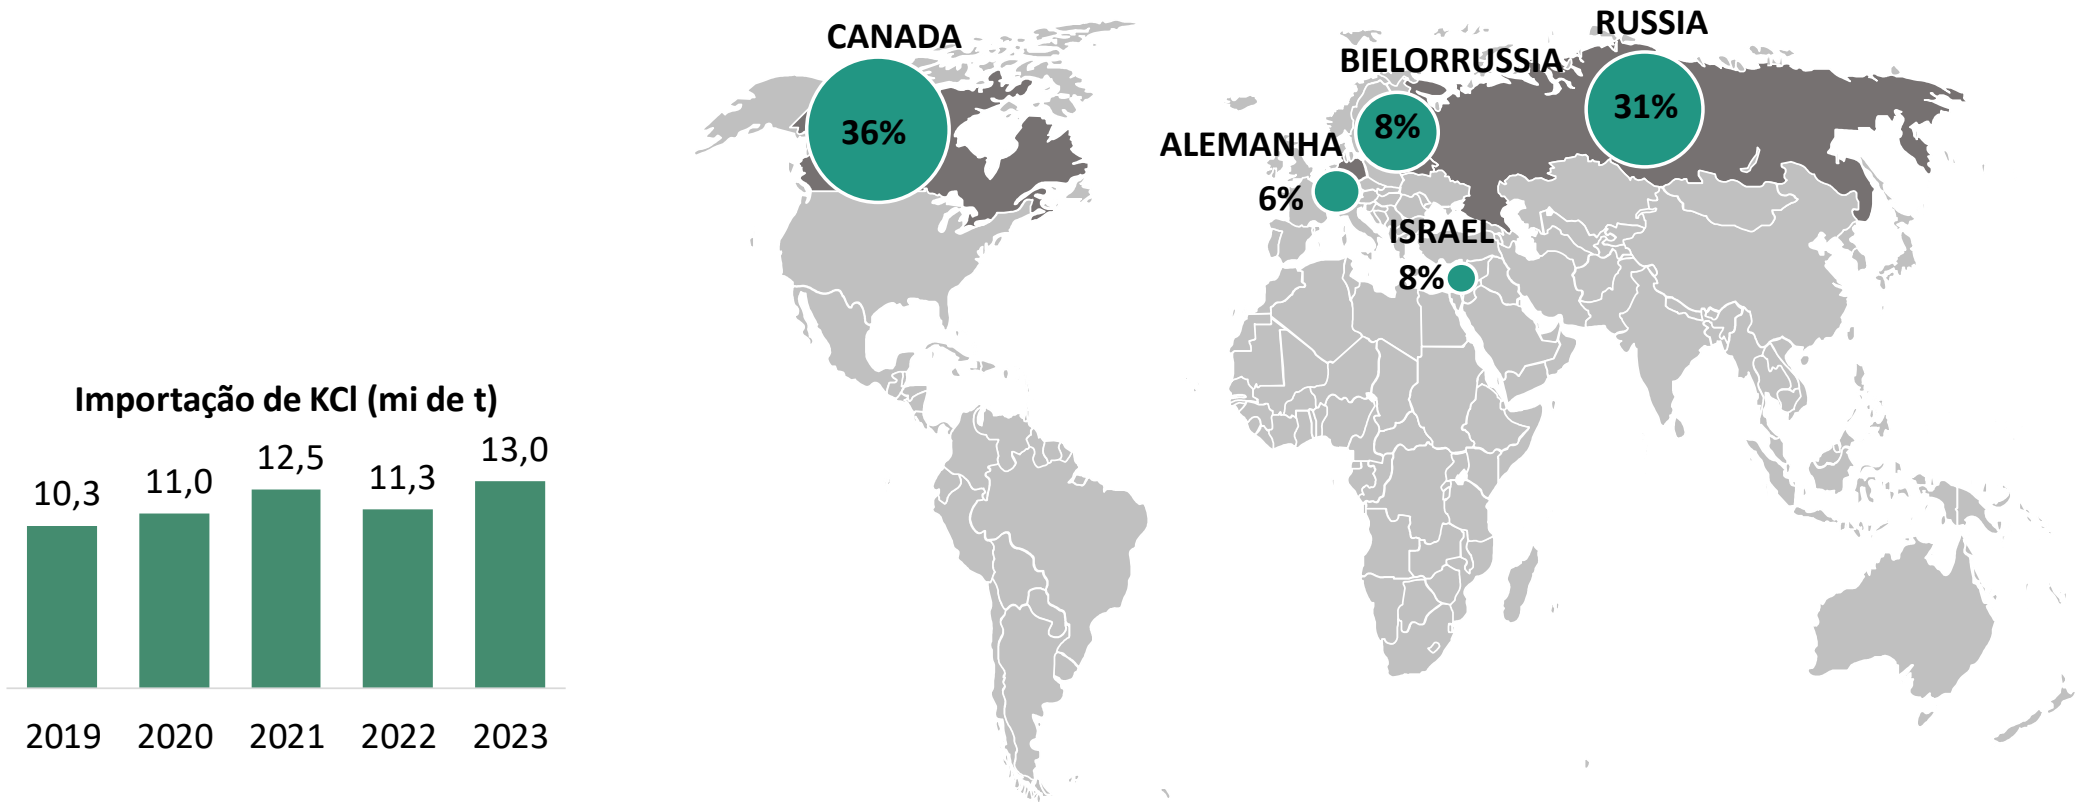 CANADA
36%
RUSSIA
31%
BIELORRUSSIA
8%
ALEMANHA
6%
ISRAEL
8%
Importação de KCl (mi de t)
10,3 11,0 12,5 11,3 13,0
2019 2020 2021 2022 2023